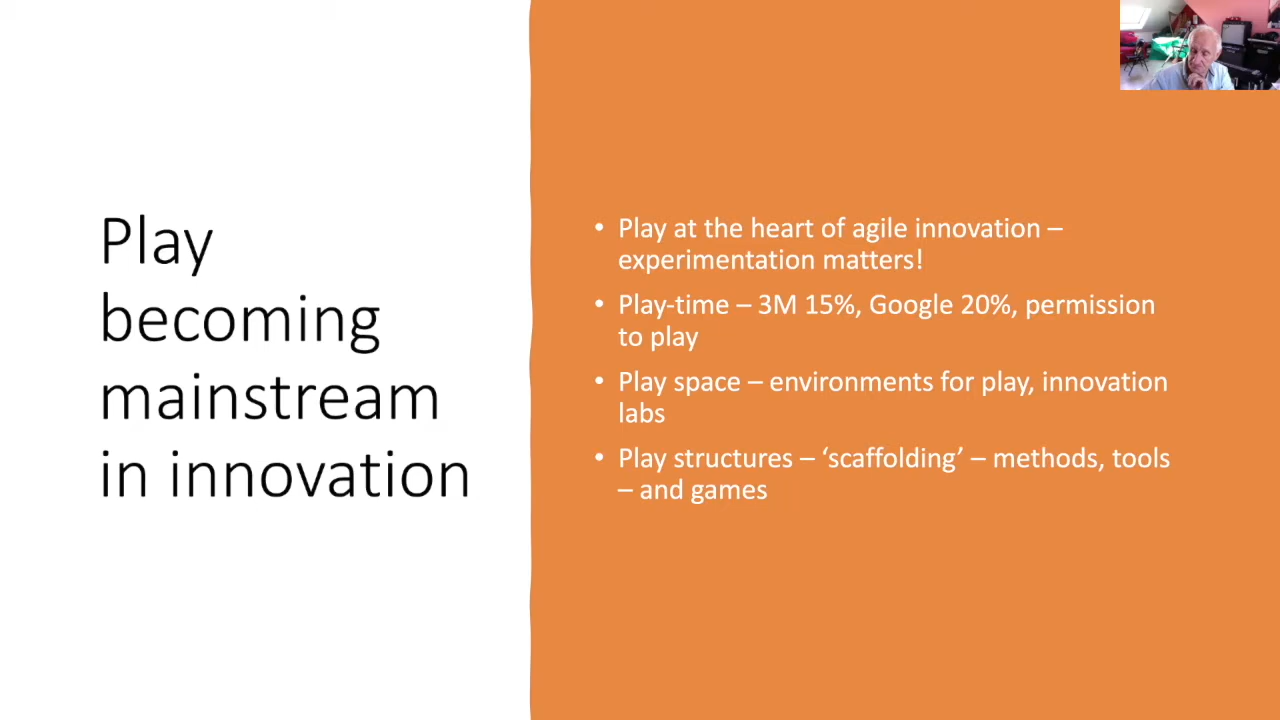 Play
becoming
mainstream
in innovation
• Play at the heart of agile innovation –
experimentation matters!
• Play-time – 3M 15%, Google 20%, permission
to play
• Play space – environments for play, innovation
labs
• Play structures – ‘scaffolding’ – methods, tools
– and games